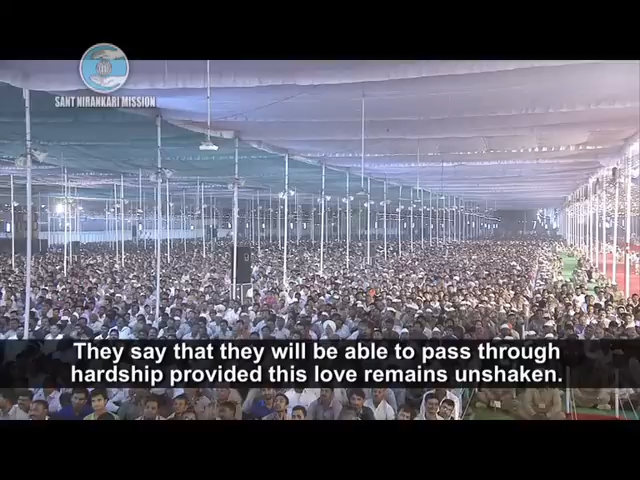 SANT NIRANKARI MISSION
They say that they will be able to pass through
hardship provided this love remains unshaken.